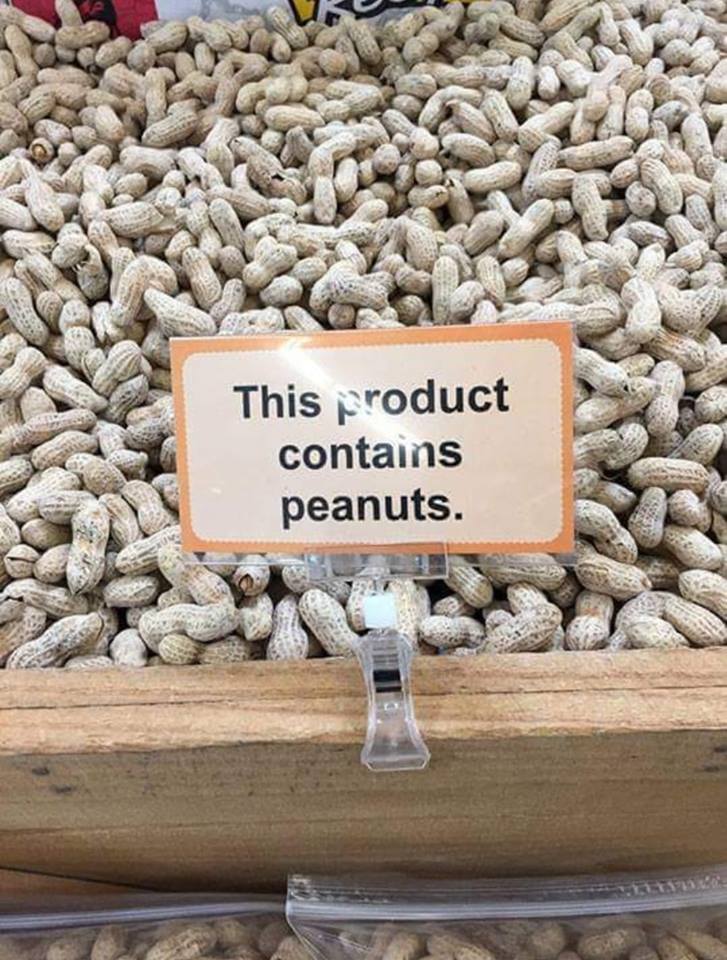 This product
contains
peanuts.